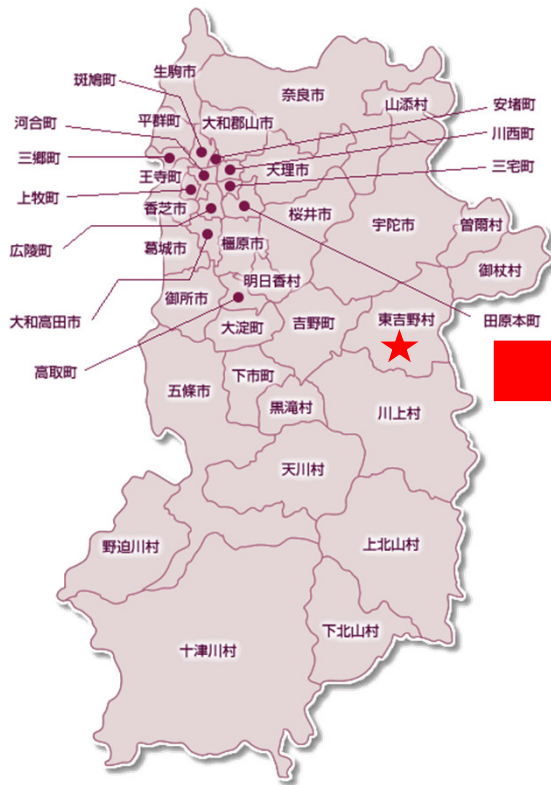 生駒市
斑鳩町
奈良市
山添村
安堵町
平群町
大和郡山市
河合町
川西町
三郷町
王寺町
天理市
三宅町
上牧町
香芝市
桜井市
宇陀市
曽爾村
広陵町
葛城市
橿原市
御杖村
明日香村
御所市
大和高田市
大淀町
吉野町
東吉野村
田原本町
高取町
五條市
下市町
黒滝村
川上村
天川村
野迫川村
上北山村
下北山村
十津川村